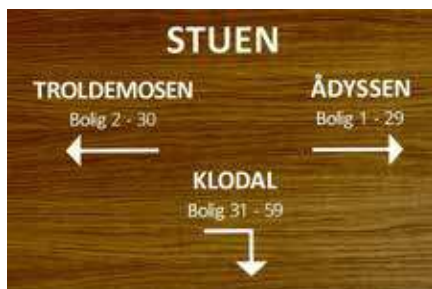 STUEN
TROLDEMOSEN
Bolig 2 - 30
ÅDYSSEN
Bolig 1 - 29
KLODAL
Bolig 31 - 59